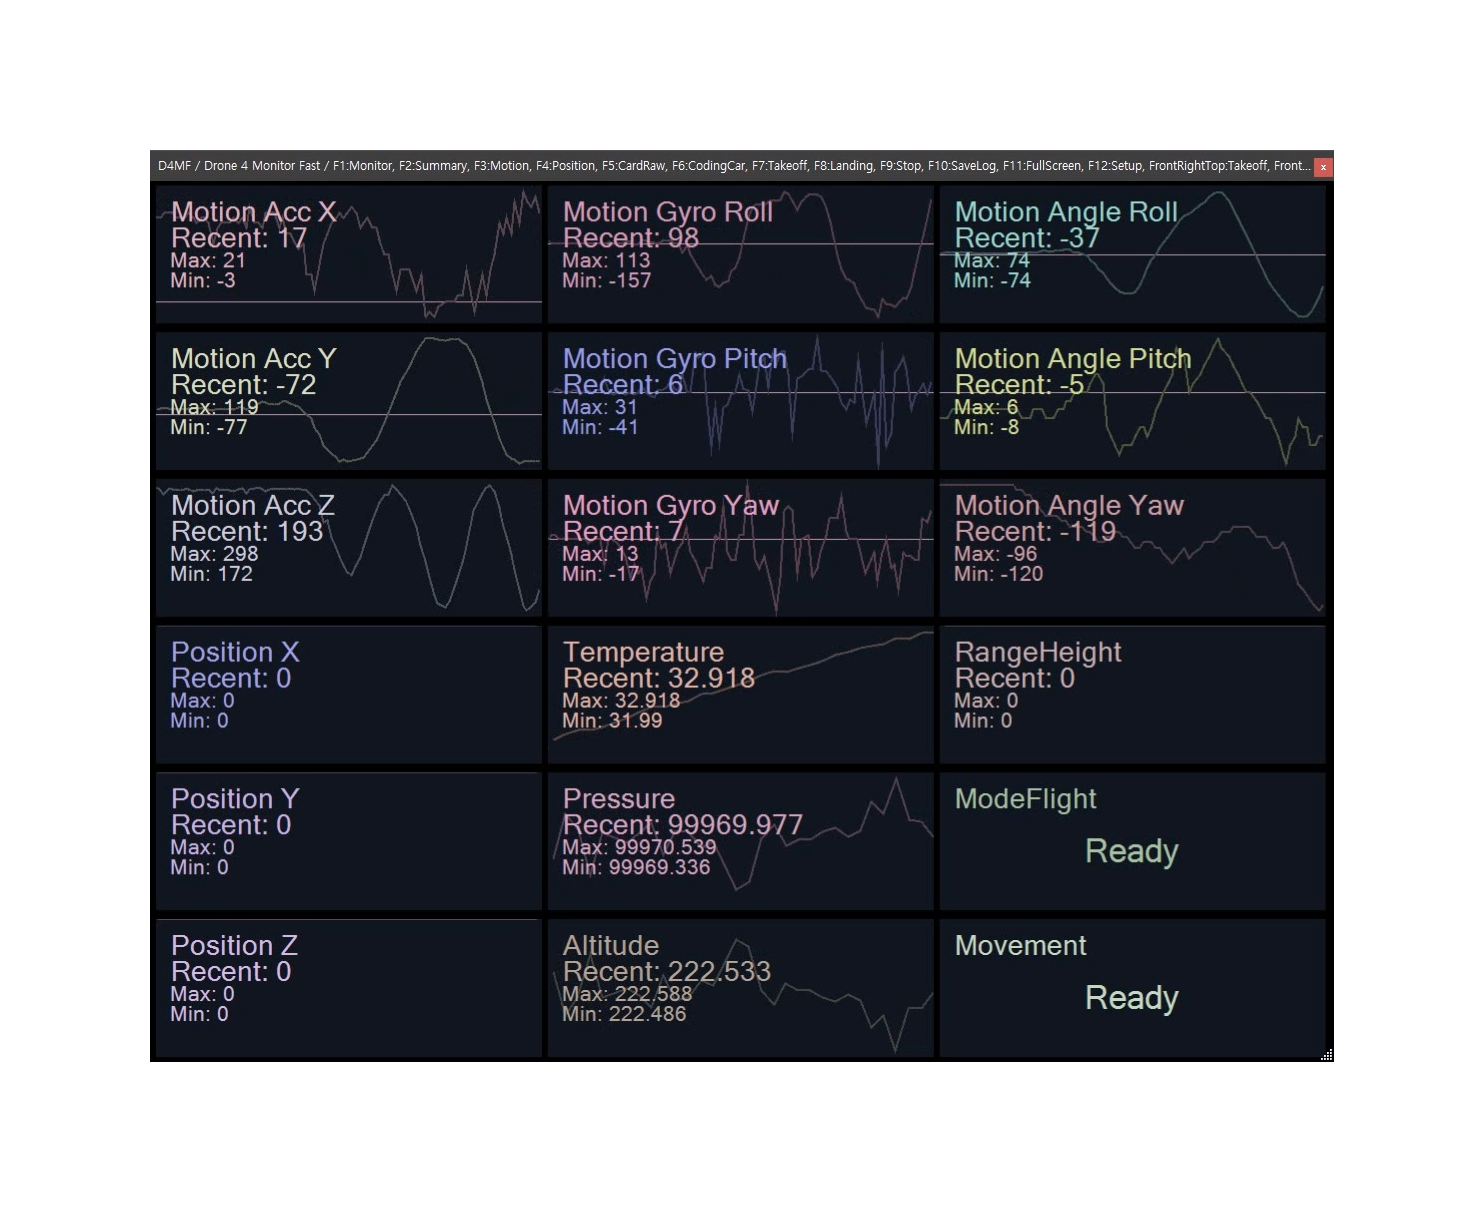 D4MF / Drone 4 Monitor Fast / F1:Monitor, F2:Summary, F3:Motion, F4:Position, F5:CardRaw, F6:CodingCar, F7:Takeoff, F8:Landing, F9:Stop, F10:SaveLog, F11:FullScreen, F12:Setup, FrontRightTop:Takeoff, Front... x
Motion Acc X
Recent: 17
Max: 21
Min: -3
Motion Gyro Roll
Recent: 98
Max: 113
Min: -157
Motion Angle Roll
Recent: -37
Max: 74
Min: -74
Motion Acc Y
Recent: -72
Max: 119
Min: -77
Motion Gyro Pitch
Recent: 6
Max: 31
Min: -41
Motion Angle Pitch
Recent: -5
Max: 6
Min: -8
Motion Acc Z
Recent: 193
Max: 298
Min: 172
Motion Gyro Yaw
Recent: 7
Max: 13
Min: -17
Motion Angle Yaw
Recent: -119
Max: -96
Min: -120
Position X
Recent: 0
Max: 0
Min: 0
Temperature
Recent: 32.918
Max: 32.918
Min: 31.99
RangeHeight
Recent: 0
Max: 0
Min: 0
Position Y
Recent: 0
Max: 0
Min: 0
Pressure
Recent: 99969.977
Max: 99970.539
Min: 99969.336
ModeFlight
Ready
Position Z
Recent: 0
Max: 0
Min: 0
Altitude
Recent: 222.533
Max: 222.588
Min: 222.486
Movement
Ready